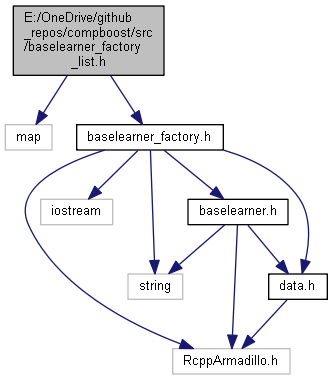 E:/OneDrive/github
_repos/compboost/src
/baselearner_factory
_list.h
map
baselearner_factory.h
iostream
baselearner.h
string
data.h
RcppArmadillo.h